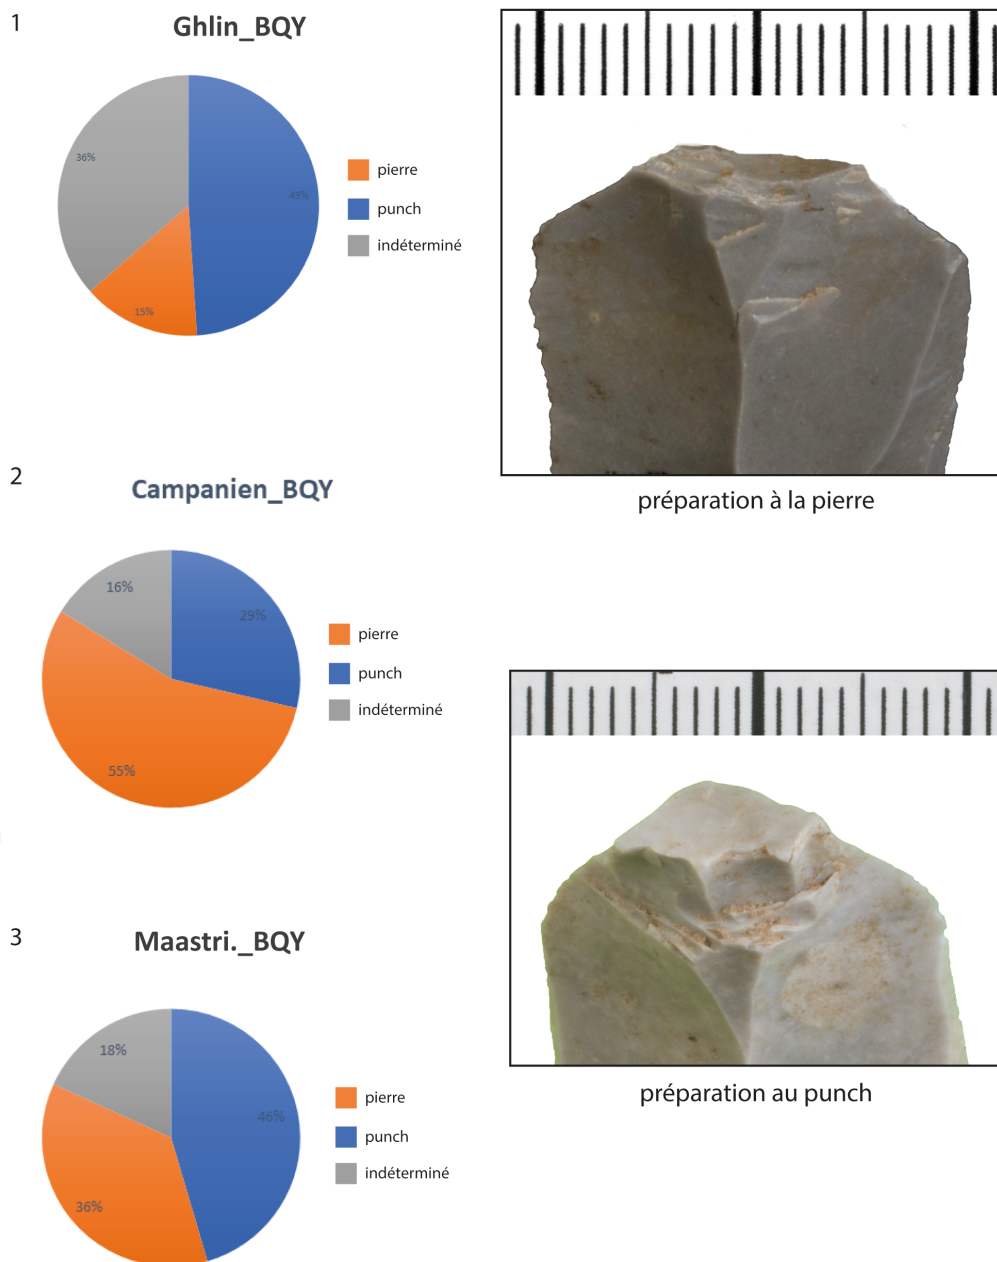 1
Ghlin_BQY
36%
49%
15%
pierre
punch
indéterminé
préparation à la pierre
2
Campanien_BQY
16%
29%
55%
pierre
punch
indéterminé
préparation au punch
3
Maastri._BQY
18%
46%
36%
pierre
punch
indéterminé